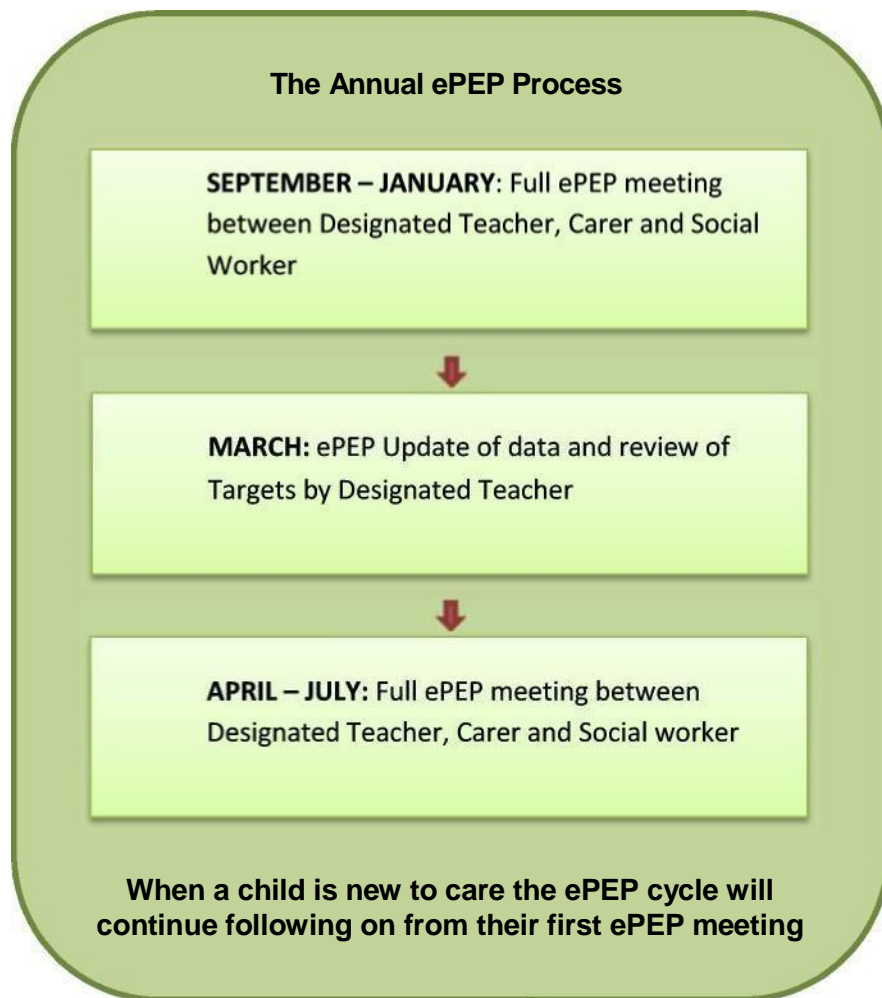 The Annual ePEP Process
SEPTEMBER – JANUARY: Full ePEP meeting
between Designated Teacher, Carer and Social
Worker
MARCH: ePEP Update of data and review of
Targets by Designated Teacher
APRIL – JULY: Full ePEP meeting between
Designated Teacher, Carer and Social worker
When a child is new to care the ePEP cycle will
continue following on from their first ePEP meeting